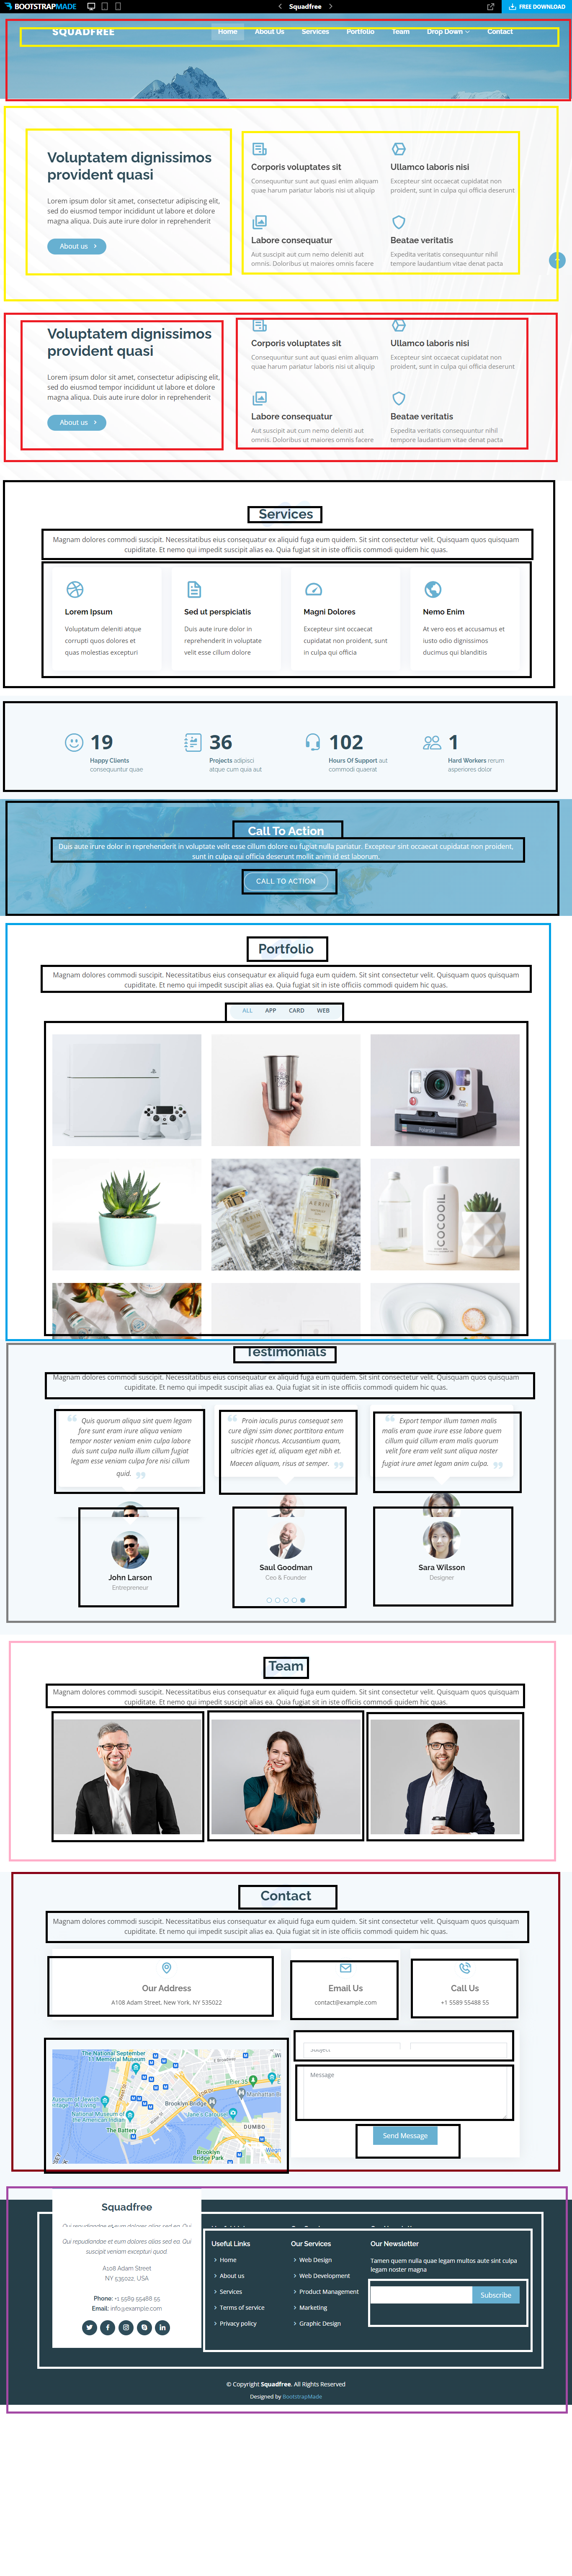 BOOTSTRAPMADE
Squadfree
FREE DOWNLOAD
SQUADFREE
Home
About Us
Services
Portfolio
Team
Drop Down
Contact
Voluptatem dignissimos
provident quasi
Lorem ipsum dolor sit amet, consectetur adipiscing elit,
sed do eiusmod tempor incididunt ut labore et dolore
magna aliqua. Duis aute irure dolor in reprehenderit
About us
Corporis voluptates sit
Consequuntur sunt aut quasi enim aliquam
quae harum pariatur laboris nisi ut aliquip
Ullamco laboris nisi
Excepteur sint occaecat cupidatat non
proident, sunt in culpa qui officia deserunt
Labore consequatur
Aut suscipit aut cum nemo deleniti aut
omnis. Doloribus ut maiores omnis facere
Beatae veritatis
Expedita veritatis consequuntur nihil
tempore laudantium vitae denat pacta
Voluptatem dignissimos
provident quasi
Lorem ipsum dolor sit amet, consectetur adipiscing elit,
sed do eiusmod tempor incididunt ut labore et dolore
magna aliqua. Duis aute irure dolor in reprehenderit
About us
Corporis voluptates sit
Consequuntur sunt aut quasi enim aliquam
quae harum pariatur laboris nisi ut aliquip
Ullamco laboris nisi
Excepteur sint occaecat cupidatat non
proident, sunt in culpa qui officia deserunt
Labore consequatur
Aut suscipit aut cum nemo deleniti aut
omnis. Doloribus ut maiores omnis facere
Beatae veritatis
Expedita veritatis consequuntur nihil
tempore laudantium vitae denat pacta
Services
Magnam dolores commodi suscipit. Necessitatibus eius consequatur ex aliquid fuga eum quidem. Sit sint consectetur velit. Quisquam quos quisquam
cupiditate. Et nemo qui impedit suscipit alias ea. Quia fugiat sit in iste officiis commodi quidem hic quas.
Lorem Ipsum
Voluptatum deleniti atque
corrupti quos dolores et
quas molestias excepturi
Sed ut perspiciatis
Duis aute irure dolor in
reprehenderit in voluptate
velit esse cillum dolore
Magni Dolores
Excepteur sint occaecat
cupidatat non proident, sunt
in culpa qui officia
Nemo Enim
At vero eos et accusamus et
iusto odio dignissimos
ducimus qui blanditiis
19
Happy Clients
consequuntur quae
36
Projects adipisci
atque cum quia aut
102
Hours Of Support aut
commodi quaerat
1
Hard Workers rerum
asperiores dolor
Call To Action
Duis aute irure dolor in reprehenderit in voluptate velit esse cillum dolore eu fugiat nulla pariatur. Excepteur sint occaecat cupidatat non proident,
sunt in culpa qui officia deserunt mollit anim id est laborum.
CALL TO ACTION
Portfolio
Magnam dolores commodi suscipit. Necessitatibus eius consequatur ex aliquid fuga eum quidem. Sit sint consectetur velit. Quisquam quos quisquam
cupiditate. Et nemo qui impedit suscipit alias ea. Quia fugiat sit in iste officiis commodi quidem hic quas.
ALL
APP
CARD
WEB
COCOOIL
Testimonials
Magnam dolores commodi suscipit. Necessitatibus eius consequatur ex aliquid fuga eum quidem. Sit sint consectetur velit. Quisquam quos quisquam
cupiditate. Et nemo qui impedit suscipit alias ea. Quia fugiat sit in iste officiis commodi quidem hic quas.
Quis quorum aliqua sint quem legam
fore sunt eram irure aliqua veniam
tempor noster veniam enim culpa labore
duis sunt culpa nulla illum cillum fugiat
legam esse veniam culpa fore nisi cillum
quid.
Proin iaculis purus consequat sem
cure digni ssim donec porttitora entum
suscipit rhoncus. Accusantium quam,
ultricies eget id, aliquam eget nibh et.
Maecen aliquam, risus at semper.
Export tempor illum tamen malis
malis eram quae irure esse labore quem
cillum quid cillum eram malis quorum
velit fore eram velit sunt aliqua noster
fugiat irure amet legam anim culpa.
John Larson
Entrepreneur
Saul Goodman
Ceo & Founder
Sara Wilsson
Designer
Team
Magnam dolores commodi suscipit. Necessitatibus eius consequatur ex aliquid fuga eum quidem. Sit sint consectetur velit. Quisquam quos quisquam
cupiditate. Et nemo qui impedit suscipit alias ea. Quia fugiat sit in iste officiis commodi quidem hic quas.
Contact
Magnam dolores commodi suscipit. Necessitatibus eius consequatur ex aliquid fuga eum quidem. Sit sint consectetur velit. Quisquam quos quisquam
cupiditate. Et nemo qui impedit suscipit alias ea. Quia fugiat sit in iste officiis commodi quidem hic quas.
Our Address
A108 Adam Street, New York, NY 535022
Email Us
contact@example.com
Call Us
+1 5589 55488 55
The National September
11 Memorial Museum
Pier 35
Manhattan
Brooklyn Bridge
Jane's Carousel
The Battery
DUMBO
Brooklyn
Bridge Park
Subject
Message
Send Message
Squadfree
Qui repudiandae et eum dolores alias sed ea. Qui
Qui repudiandae et eum dolores alias sed ea. Qui
suscipit veniam excepturi quod.
A108 Adam Street
NY 535022, USA
Phone: +1 5589 55488 55
Email: info@example.com
Useful Links
Home
About us
Services
Terms of service
Privacy policy
Our Services
Web Design
Web Development
Product Management
Marketing
Graphic Design
Our Newsletter
Tamen quem nulla quae legam multos aute sint culpa
legam noster magna
Subscribe
© Copyright Squadfree. All Rights Reserved
Designed by BootstrapMade